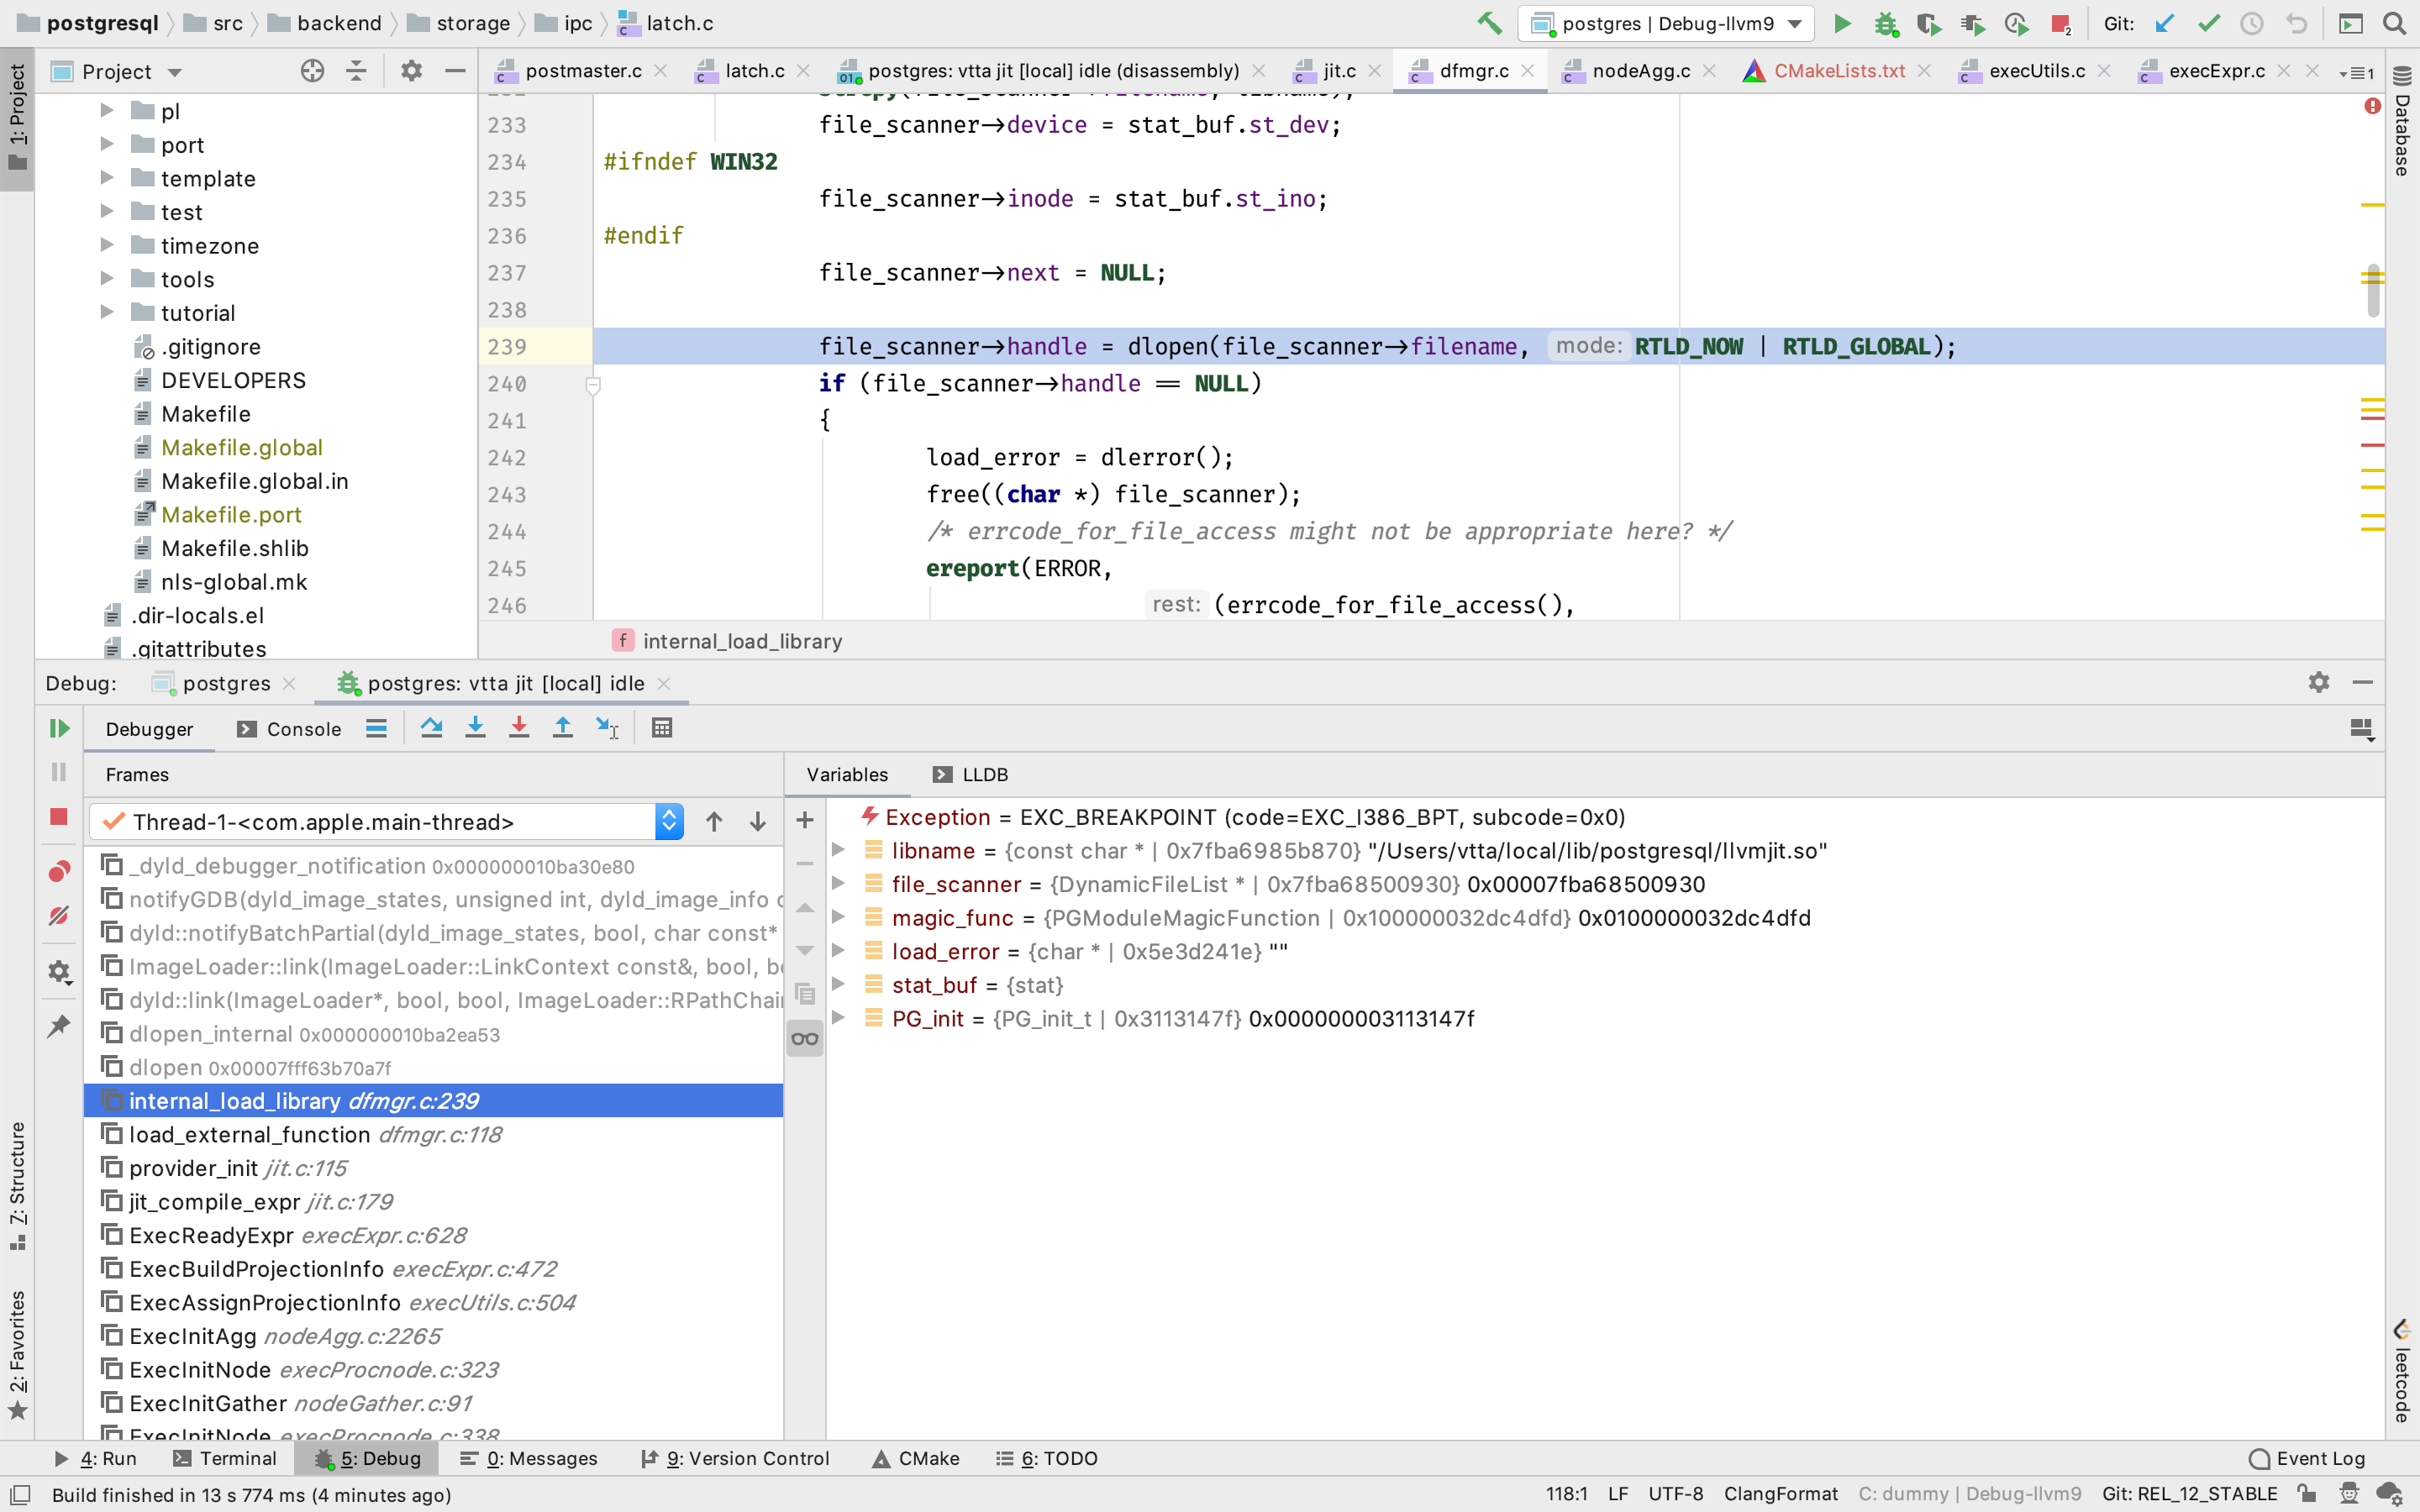 postgresql src backend storage ipc latch.c
postgres | Debug-llvm9
2
Git:
1: Project
Project
postmaster.c
latch.c
postgres: vtta jit [local] idle (disassembly)
jit.c
dfmgr.c
nodeAgg.c
CMakeLists.txt
execUtils.c
execExpr.c
1
Database
pl
port
template
test
timezone
tools
tutorial
.gitignore
DEVELOPERS
Makefile
Makefile.global
Makefile.global.in
Makefile.port
Makefile.shlib
nls-global.mk
.dir-locals.el
.gitattributes
233 file_scanner->device = stat_buf.st_dev;
234 #ifndef WIN32
235 file_scanner->inode = stat_buf.st_ino;
236 #endif
237 file_scanner->next = NULL;
238
239 file_scanner->handle = dlopen(file_scanner->filename, mode: RTLD_NOW | RTLD_GLOBAL);
240 if (file_scanner->handle == NULL)
241 {
242 load_error = dlerror();
243 free((char *) file_scanner);
244 /* errcode_for_file_access might not be appropriate here? */
245 ereport(ERROR,
246 rest: (errcode_for_file_access(),
f internal_load_library
Debug: postgres postgres: vtta jit [local] idle
Debugger Console
Frames
Thread-1-<com.apple.main-thread>
_dyld_debugger_notification 0x000000010ba30e80
notifyGDB(dyld_image_states, unsigned int, dyld_image_info c
dyld::notifyBatchPartial(dyld_image_states, bool, char const*
ImageLoader::link(ImageLoader::LinkContext const&, bool, bo
dyld::link(ImageLoader*, bool, bool, ImageLoader::RPathChai
dlopen_internal 0x000000010ba2ea53
dlopen 0x00007fff63b70a7f
internal_load_library dfmgr.c:239
load_external_function dfmgr.c:118
provider_init jit.c:115
jit_compile_expr jit.c:179
ExecReadyExpr execExpr.c:628
ExecBuildProjectionInfo execExpr.c:472
ExecAssignProjectionInfo execUtils.c:504
ExecInitAgg nodeAgg.c:2265
ExecInitNode execProcnode.c:323
ExecInitGather nodeGather.c:91
ExecInitNode execProcnode.c:338
Variables LLDB
Exception = EXC_BREAKPOINT (code=EXC_I386_BPT, subcode=0x0)
libname = {const char * | 0x7fba6985b870} "/Users/vtta/local/lib/postgresql/llvmjit.so"
file_scanner = {DynamicFileList * | 0x7fba68500930} 0x00007fba68500930
magic_func = {PGModuleMagicFunction | 0x100000032dc4dfd} 0x0100000032dc4dfd
load_error = {char * | 0x5e3d241e} ""
stat_buf = {stat}
PG_init = {PG_init_t | 0x3113147f} 0x000000003113147f
7: Structure
2: Favorites
leetcode
4: Run Terminal 5: Debug 0: Messages 9: Version Control CMake 6: TODO Event Log
Build finished in 13 s 774 ms (4 minutes ago) 118:1 LF UTF-8 ClangFormat C: dummy | Debug-llvm9 Git: REL_12_STABLE